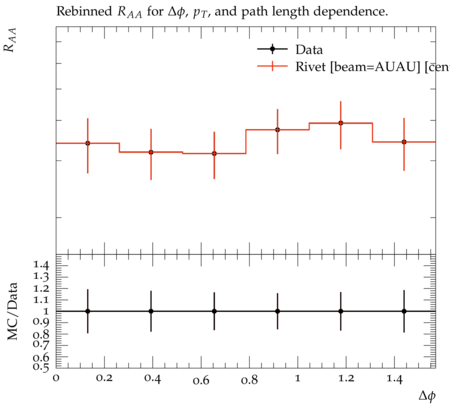 Rebinned R_AA for Δϕ, p_T, and path length dependence.
R_AA
Data
Rivet [beam=AUAU] [cen
MC/Data
1.4
1.3
1.2
1.1
1
0.9
0.8
0.7
0.6
0.5
0 0.2 0.4 0.6 0.8 1 1.2 1.4
Δϕ